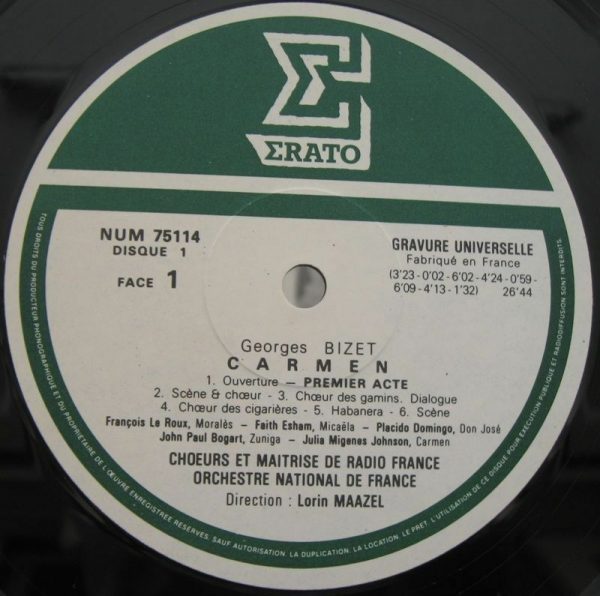 ΣRATO
NUM 75114
DISQUE 1
FACE 1
GRAVURE UNIVERSELLE
Fabriqué en France
(3'23-0'02-6'02-4'24-0'59-
6'09-4'13-1'32) 26'44
Georges BIZET
CARMEN
1. Ouverture – PREMIER ACTE
2. Scène & chœur - 3. Chœur des gamins. Dialogue
4. Chœur des cigarières - 5. Habanera - 6. Scène
François Le Roux, Moralès – Faith Esham, Micaëla – Placido Domingo, Don José
John Paul Bogart, Zuniga – Julia Migenes Johnson, Carmen
CHOEURS ET MAITRISE DE RADIO FRANCE
ORCHESTRE NATIONAL DE FRANCE
Direction : Lorin MAAZEL
TOUS DROITS DU PRODUCTEUR PHONOGRAPHIQUE ET DU PROPRIETAIRE DE L'ŒUVRE ENREGISTREE RESERVES. SAUF AUTORISATION, LA DUPLICATION, LA LOCATION, LE PRET, L'UTILISATION DE CE DISQUE POUR EXECUTION PUBLIQUE ET RADIODIFFUSION SONT INTERDITS.